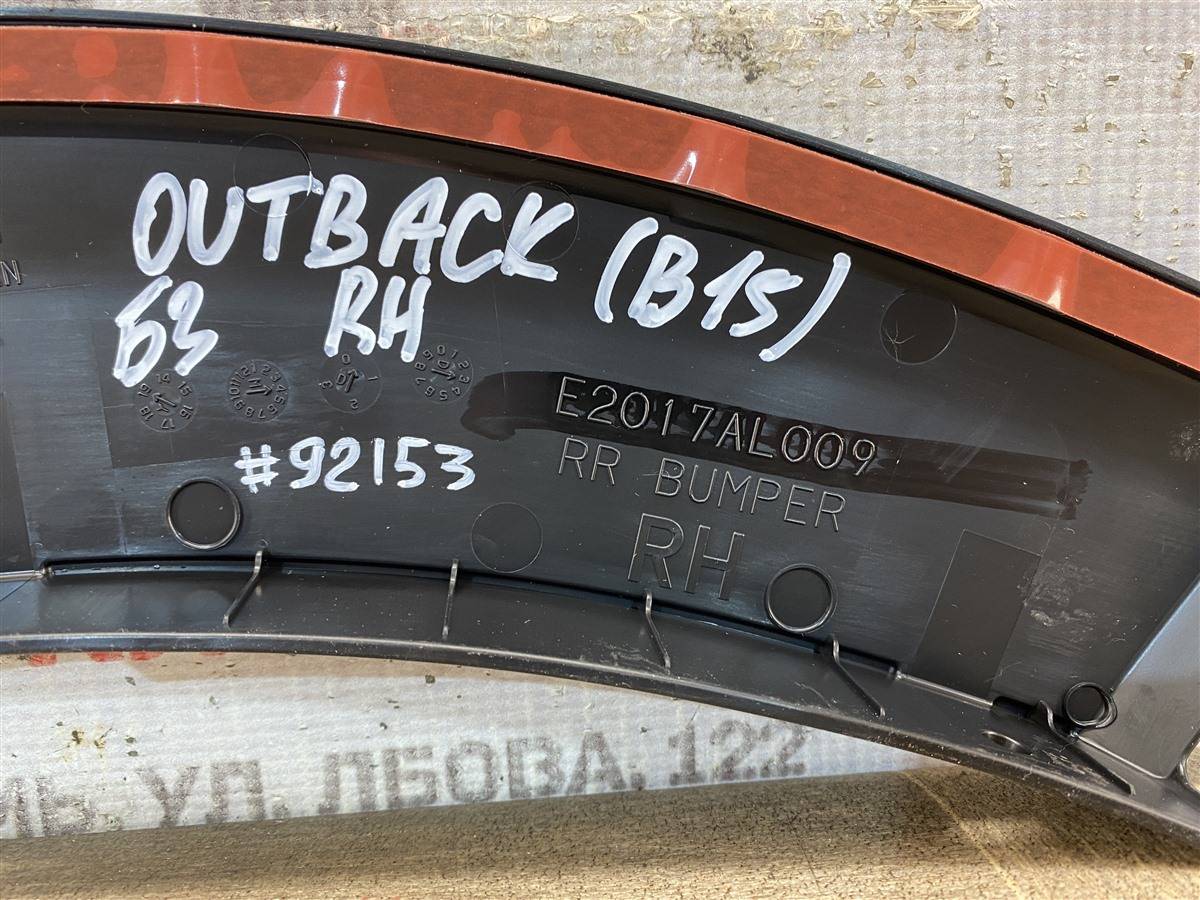 OUTBACK (B15)
БЗ RH
#92153
E2017AL009
RR BUMPER
RH
УЛ. ЛБОВА, 122